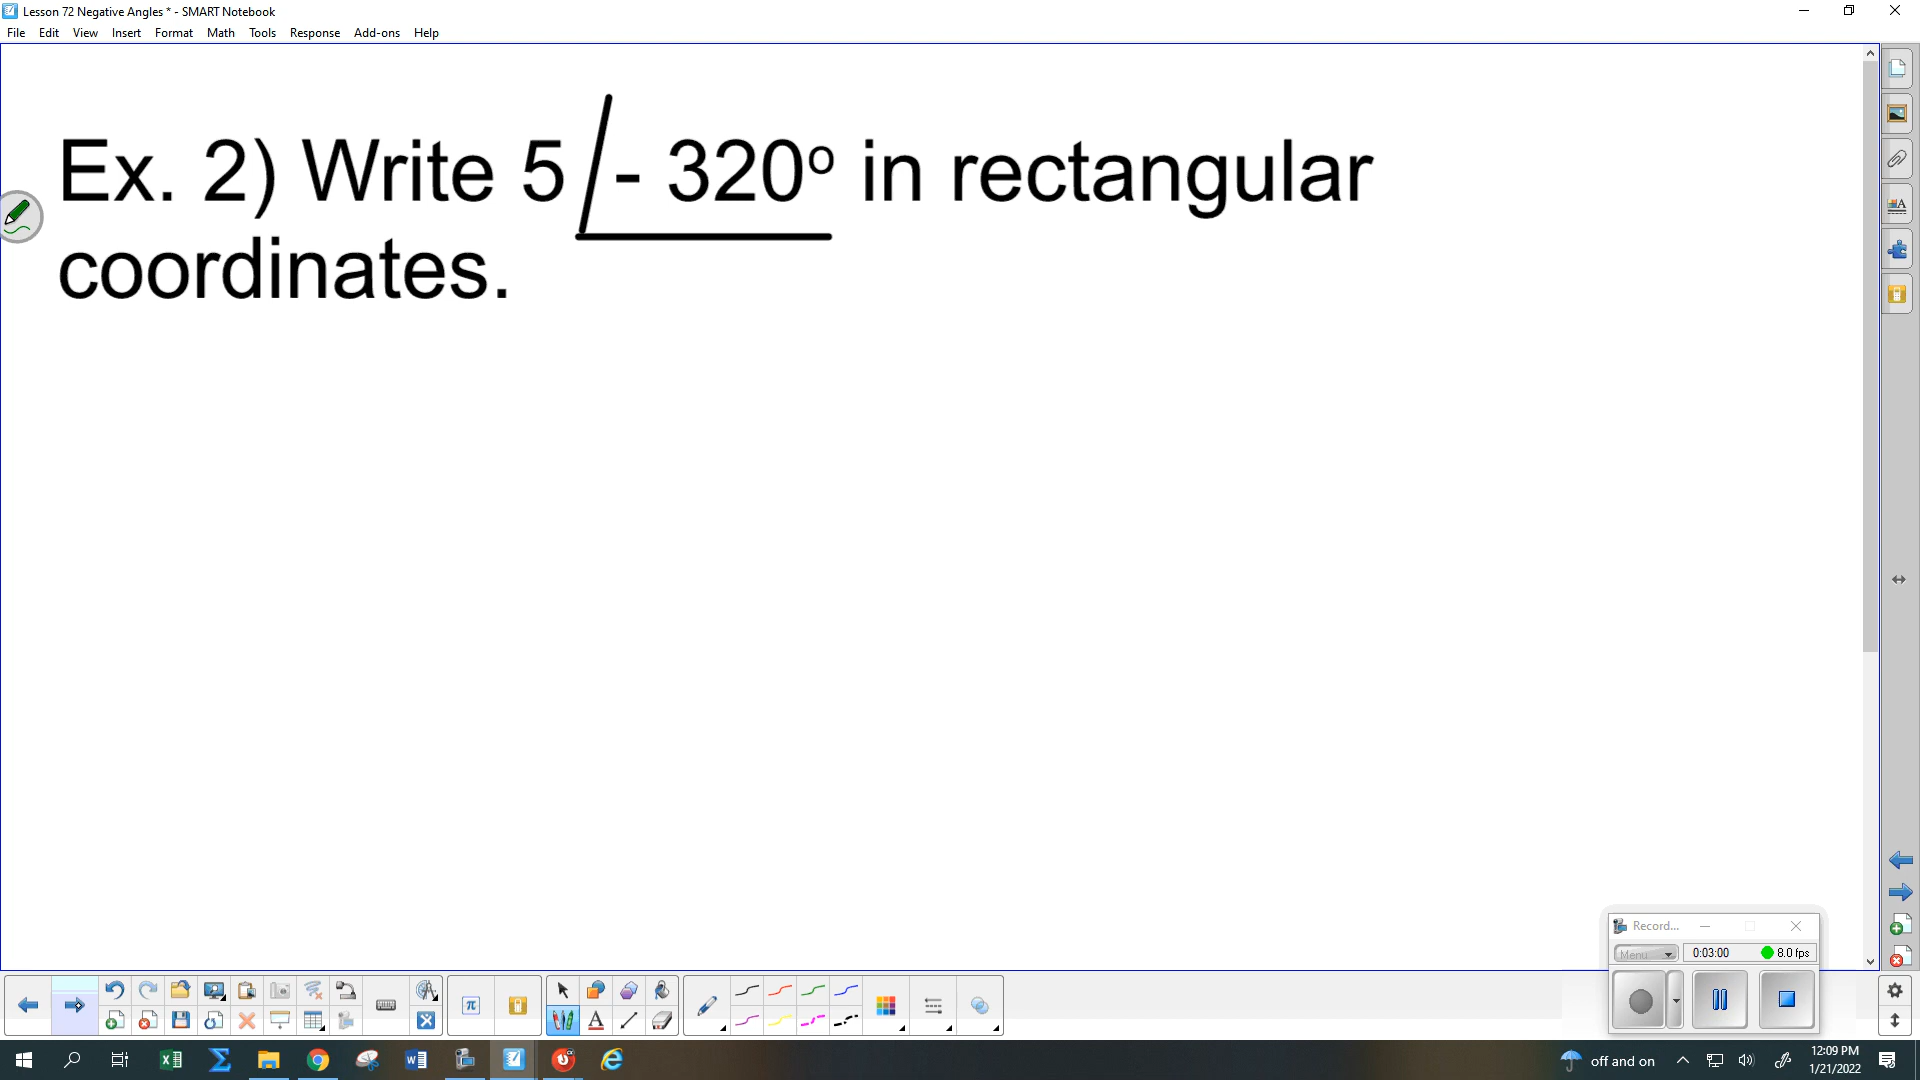 Lesson 72 Negative Angles * - SMART Notebook
File Edit View Insert Format Math Tools Response Add-ons Help
Ex. 2) Write 5 - 320º in rectangular
coordinates.
Record...
Menu 0:03:00 8.0 fps
off and on
12:09 PM
1/21/2022